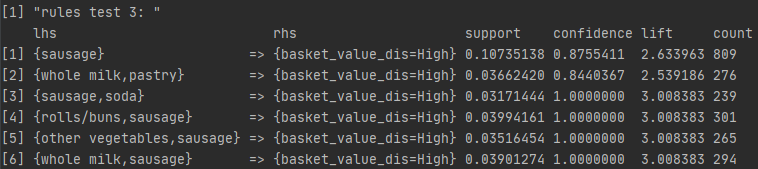 [1] "rules test 3: "
    lhs                           rhs                      support    confidence lift     count
[1] {sausage}                  => {basket_value_dis=High} 0.10735138 0.8755411 2.633963 809
[2] {whole milk,pastry}        => {basket_value_dis=High} 0.03662420 0.8440367 2.539186 276
[3] {sausage,soda}             => {basket_value_dis=High} 0.03171444 1.0000000 3.008383 239
[4] {rolls/buns,sausage}       => {basket_value_dis=High} 0.03994161 1.0000000 3.008383 301
[5] {other vegetables,sausage} => {basket_value_dis=High} 0.03516454 1.0000000 3.008383 265
[6] {whole milk,sausage}       => {basket_value_dis=High} 0.03901274 1.0000000 3.008383 294